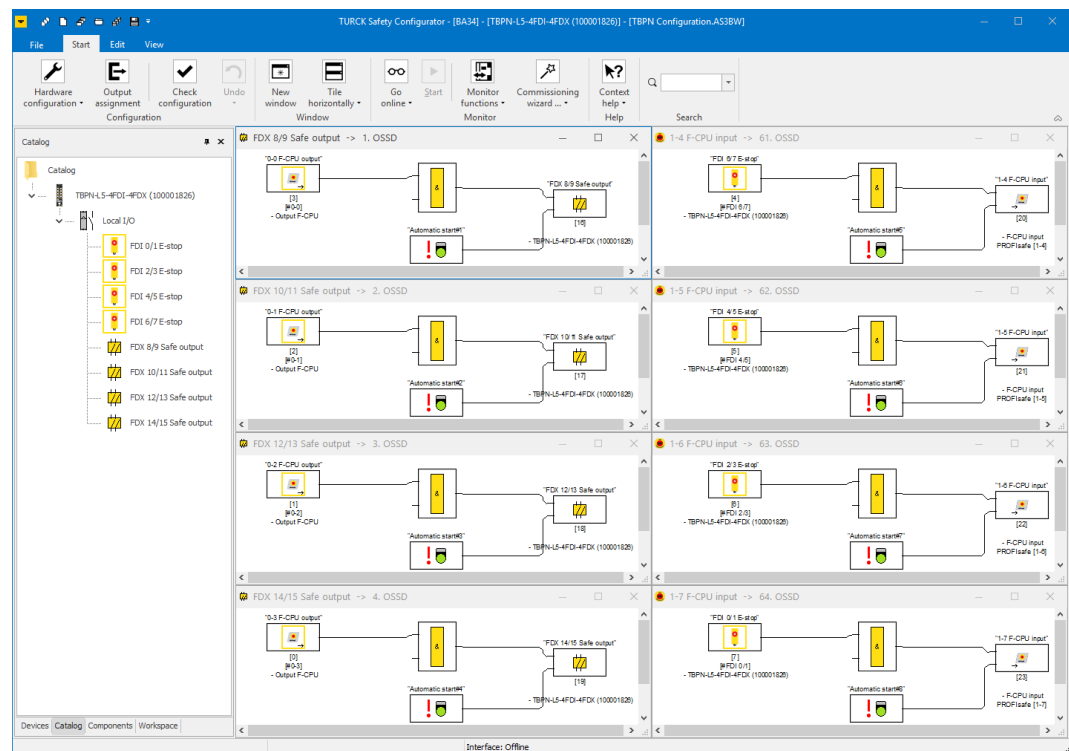 TURCK Safety Configurator - [BA34] - [TBPN-L5-4FDI-4FDX (100001826)] - [TBPN Configuration.AS3BW]
File Start Edit View
Hardware configuration
Output assignment
Check configuration
Undo
New window
Tile horizontally
Go online
Start
Monitor functions
Commissioning wizard ...
Context help
Configuration Window Monitor Help Search
Catalog
Catalog
TBPN-L5-4FDI-4FDX (100001826)
Local I/O
FDI 0/1 E-stop
FDI 2/3 E-stop
FDI 4/5 E-stop
FDI 6/7 E-stop
FDX 8/9 Safe output
FDX 10/11 Safe output
FDX 12/13 Safe output
FDX 14/15 Safe output
Devices Catalog Components Workspace
FDX 8/9 Safe output -> 1. OSSD
"0-0 F-CPU output"
[3]
[#0-0]
- Output F-CPU
&
"Automatic start#1"
"FDX 8/9 Safe output"
[16]
- TBPN-L5-4FDI-4FDX (100001826)
1-4 F-CPU input -> 61. OSSD
"FDI 6/7 E-stop"
[4]
[#FDI 6/7]
- TBPN-L5-4FDI-4FDX (100001826)
&
"Automatic start#5"
"1-4 F-CPU input"
[20]
- F-CPU input
PROFIsafe [1-4]
FDX 10/11 Safe output -> 2. OSSD
"0-1 F-CPU output"
[2]
[#0-1]
- Output F-CPU
&
"Automatic start#2"
"FDX 10/11 Safe output"
[17]
- TBPN-L5-4FDI-4FDX (100001826)
1-5 F-CPU input -> 62. OSSD
"FDI 4/5 E-stop"
[5]
[#FDI 4/5]
- TBPN-L5-4FDI-4FDX (100001826)
&
"Automatic start#6"
"1-5 F-CPU input"
[21]
- F-CPU input
PROFIsafe [1-5]
FDX 12/13 Safe output -> 3. OSSD
"0-2 F-CPU output"
[1]
[#0-2]
- Output F-CPU
&
"Automatic start#3"
"FDX 12/13 Safe output"
[18]
- TBPN-L5-4FDI-4FDX (100001826)
1-6 F-CPU input -> 63. OSSD
"FDI 2/3 E-stop"
[6]
[#FDI 2/3]
- TBPN-L5-4FDI-4FDX (100001826)
&
"Automatic start#7"
"1-6 F-CPU input"
[22]
- F-CPU input
PROFIsafe [1-6]
FDX 14/15 Safe output -> 4. OSSD
"0-3 F-CPU output"
[0]
[#0-3]
- Output F-CPU
&
"Automatic start#4"
"FDX 14/15 Safe output"
[19]
- TBPN-L5-4FDI-4FDX (100001826)
1-7 F-CPU input -> 64. OSSD
"FDI 0/1 E-stop"
[7]
[#FDI 0/1]
- TBPN-L5-4FDI-4FDX (100001826)
&
"Automatic start#8"
"1-7 F-CPU input"
[23]
- F-CPU input
PROFIsafe [1-7]
Interface: Offline